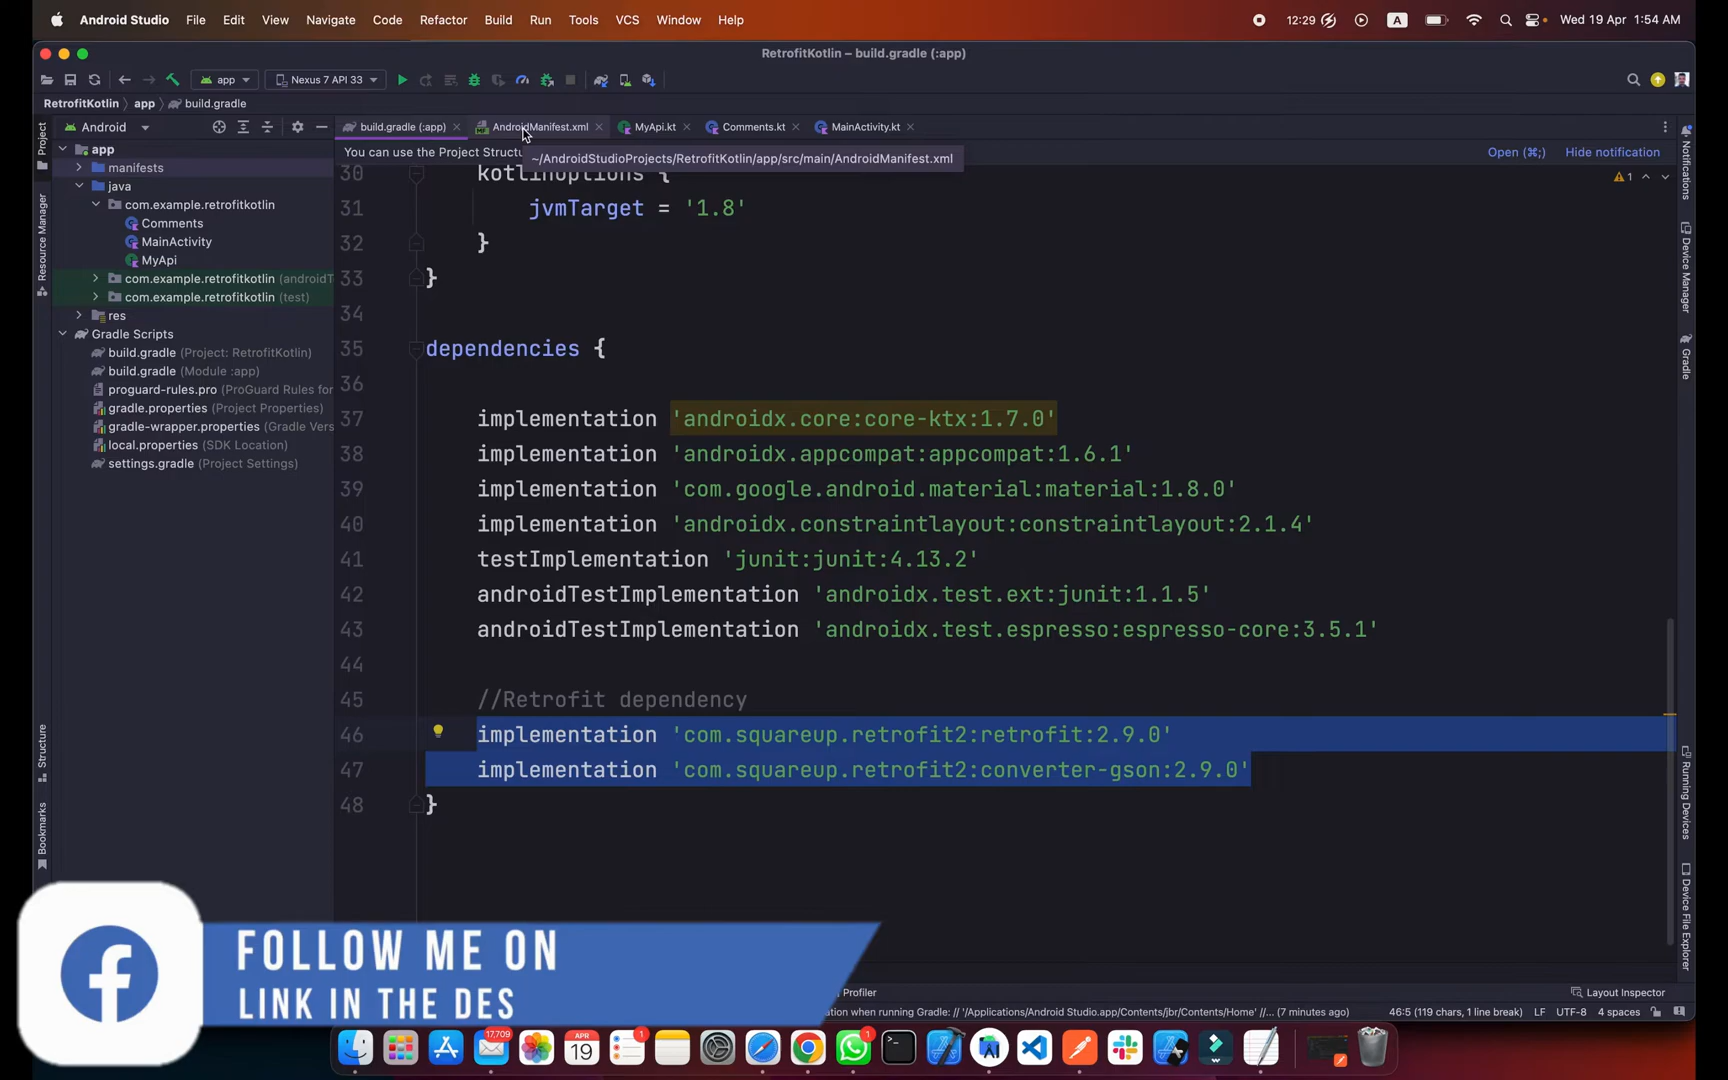 Android Studio File Edit View Navigate Code Refactor Build Run Tools VCS Window Help 12:29 A Wed 19 Apr 1:54 AM
RetrofitKotlin – build.gradle (:app)
app Nexus 7 API 33
RetrofitKotlin app build.gradle
Android
build.gradle (:app) AndroidManifest.xml MyApi.kt Comments.kt MainActivity.kt
You can use the Project Structu
~/AndroidStudioProjects/RetrofitKotlin/app/src/main/AndroidManifest.xml
Open (⌘;) Hide notification
1
Project
Resource Manager
Structure
Bookmarks
app
manifests
java
com.example.retrofitkotlin
Comments
MainActivity
MyApi
com.example.retrofitkotlin (androidT
com.example.retrofitkotlin (test)
res
Gradle Scripts
build.gradle (Project: RetrofitKotlin)
build.gradle (Module :app)
proguard-rules.pro (ProGuard Rules for
gradle.properties (Project Properties)
gradle-wrapper.properties (Gradle Vers
local.properties (SDK Location)
settings.gradle (Project Settings)
30 kotlinOptions {
31 jvmTarget = '1.8'
32 }
33 }
34
35 dependencies {
36
37 implementation 'androidx.core:core-ktx:1.7.0'
38 implementation 'androidx.appcompat:appcompat:1.6.1'
39 implementation 'com.google.android.material:material:1.8.0'
40 implementation 'androidx.constraintlayout:constraintlayout:2.1.4'
41 testImplementation 'junit:junit:4.13.2'
42 androidTestImplementation 'androidx.test.ext:junit:1.1.5'
43 androidTestImplementation 'androidx.test.espresso:espresso-core:3.5.1'
44
45 //Retrofit dependency
46 implementation 'com.squareup.retrofit2:retrofit:2.9.0'
47 implementation 'com.squareup.retrofit2:converter-gson:2.9.0'
48 }
Notifications
Device Manager
Gradle
Running Devices
Device File Explorer
FOLLOW ME ON
LINK IN THE DES
Profiler Layout Inspector
ation when running Gradle: // '/Applications/Android Studio.app/Contents/jbr/Contents/Home' //... (7 minutes ago) 46:5 (119 chars, 1 line break) LF UTF-8 4 spaces
17,709
APR
19
1
1